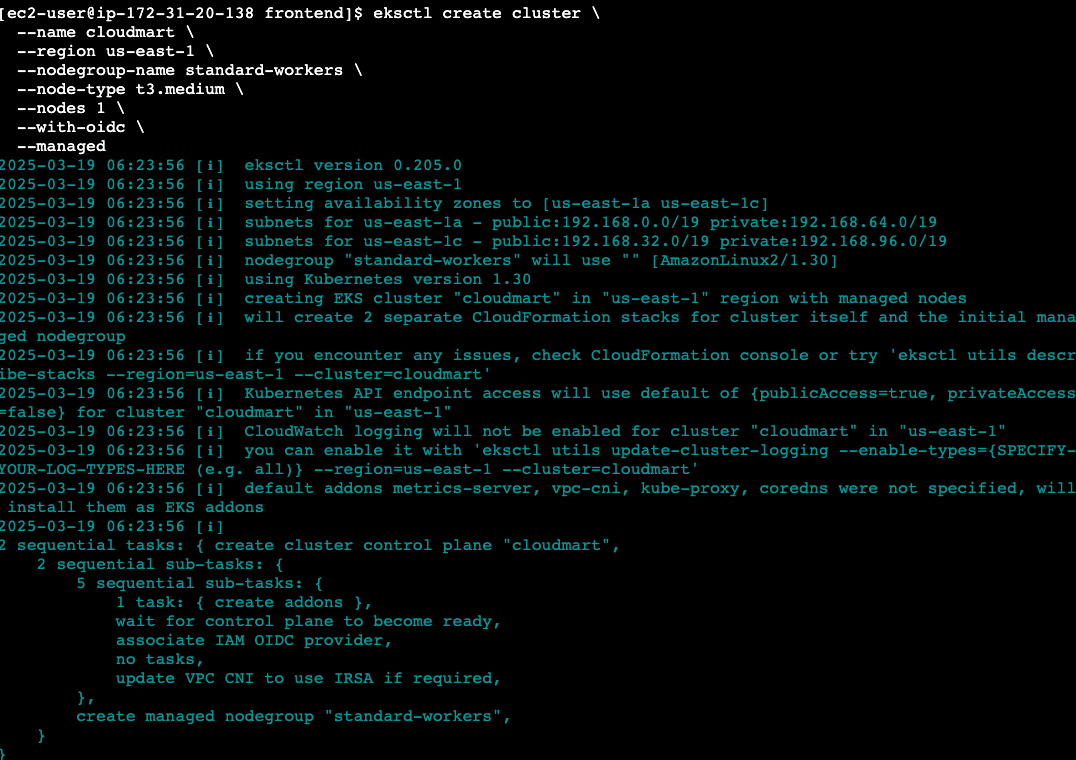 [ec2-user@ip-172-31-20-138 frontend]$ eksctl create cluster \
  --name cloudmart \
  --region us-east-1 \
  --nodegroup-name standard-workers \
  --node-type t3.medium \
  --nodes 1 \
  --with-oidc \
  --managed
2025-03-19 06:23:56 [ℹ]  eksctl version 0.205.0
2025-03-19 06:23:56 [ℹ]  using region us-east-1
2025-03-19 06:23:56 [ℹ]  setting availability zones to [us-east-1a us-east-1c]
2025-03-19 06:23:56 [ℹ]  subnets for us-east-1a - public:192.168.0.0/19 private:192.168.64.0/19
2025-03-19 06:23:56 [ℹ]  subnets for us-east-1c - public:192.168.32.0/19 private:192.168.96.0/19
2025-03-19 06:23:56 [ℹ]  nodegroup "standard-workers" will use "" [AmazonLinux2/1.30]
2025-03-19 06:23:56 [ℹ]  using Kubernetes version 1.30
2025-03-19 06:23:56 [ℹ]  creating EKS cluster "cloudmart" in "us-east-1" region with managed nodes
2025-03-19 06:23:56 [ℹ]  will create 2 separate CloudFormation stacks for cluster itself and the initial mana
ged nodegroup
2025-03-19 06:23:56 [ℹ]  if you encounter any issues, check CloudFormation console or try 'eksctl utils descr
ibe-stacks --region=us-east-1 --cluster=cloudmart'
2025-03-19 06:23:56 [ℹ]  Kubernetes API endpoint access will use default of {publicAccess=true, privateAccess
=false} for cluster "cloudmart" in "us-east-1"
2025-03-19 06:23:56 [ℹ]  CloudWatch logging will not be enabled for cluster "cloudmart" in "us-east-1"
2025-03-19 06:23:56 [ℹ]  you can enable it with 'eksctl utils update-cluster-logging --enable-types={SPECIFY-
YOUR-LOG-TYPES-HERE (e.g. all)} --region=us-east-1 --cluster=cloudmart'
2025-03-19 06:23:56 [ℹ]  default addons metrics-server, vpc-cni, kube-proxy, coredns were not specified, will
 install them as EKS addons
2025-03-19 06:23:56 [ℹ]
2 sequential tasks: { create cluster control plane "cloudmart",
    2 sequential sub-tasks: {
        5 sequential sub-tasks: {
            1 task: { create addons },
            wait for control plane to become ready,
            associate IAM OIDC provider,
            no tasks,
            update VPC CNI to use IRSA if required,
        },
        create managed nodegroup "standard-workers",
    }
}